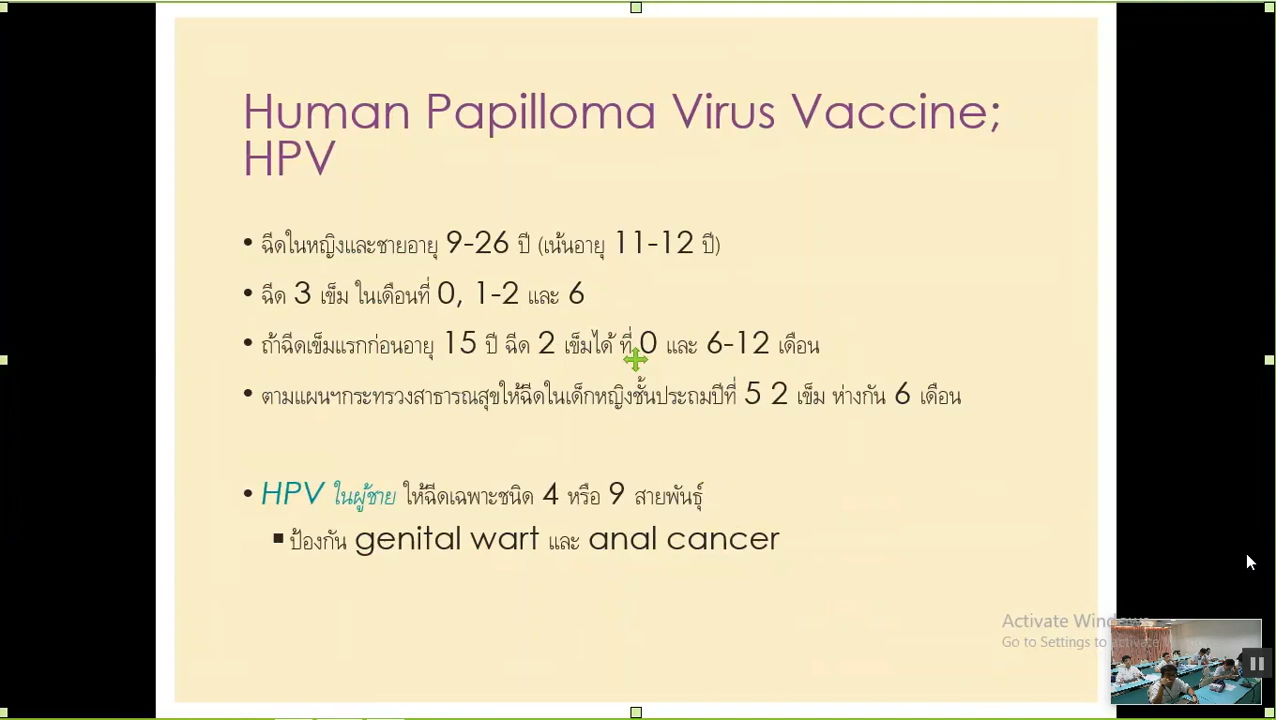 Human Papilloma Virus Vaccine;
HPV
• ฉีดในหญิงและชายอายุ 9-26 ปี (เน้นอายุ 11-12 ปี)
• ฉีด 3 เข็ม ในเดือนที่ 0, 1-2 และ 6
• ถ้าฉีดเข็มแรกก่อนอายุ 15 ปี ฉีด 2 เข็มได้ ที่ 0 และ 6-12 เดือน
• ตามแผนฯกระทรวงสาธารณสุขให้ฉีดในเด็กหญิงชั้นประถมปีที่ 5 2 เข็ม ห่างกัน 6 เดือน
• HPV ในผู้ชาย ให้ฉีดเฉพาะชนิด 4 หรือ 9 สายพันธุ์
▪ ป้องกัน genital wart และ anal cancer
Activate Windows
Go to Settings to activate